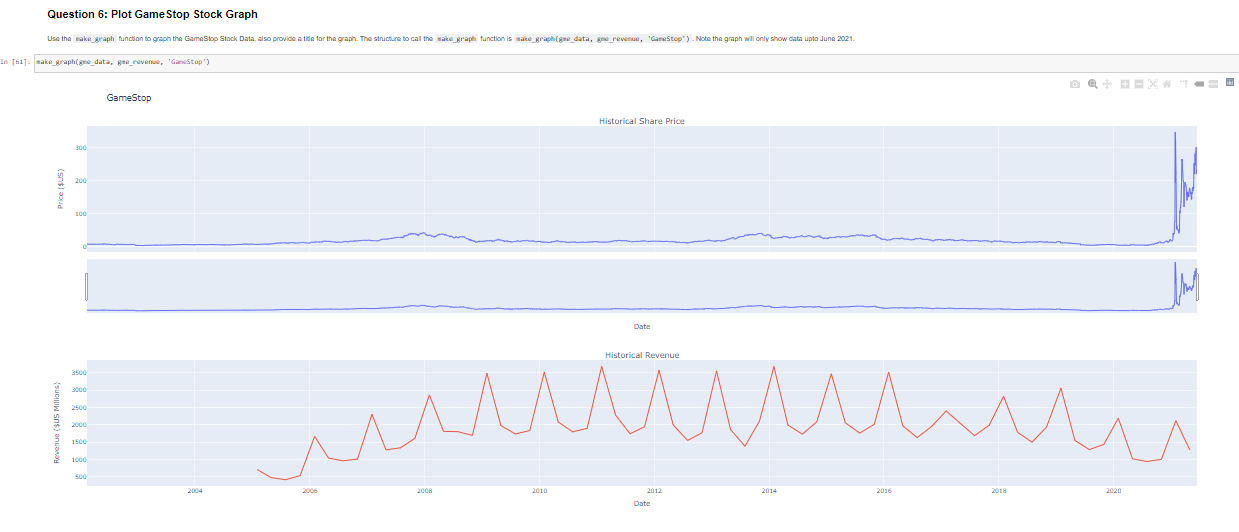 Question 6: Plot GameStop Stock Graph
Use the make_graph function to graph the GameStop Stock Data, also provide a title for the graph. The structure to call the make_graph function is make_graph(gme_data, gme_revenue, 'GameStop'). Note the graph will only show data upto June 2021.
in [61]: make_graph(gme_data, gme_revenue, 'GameStop')
GameStop
Historical Share Price
Price ($US)
300
200
100
0
Date
Historical Revenue
Revenue ($US Millions)
3500
3000
2500
2000
1500
1000
500
2004 2006 2008 2010 2012 2014 2016 2018 2020
Date